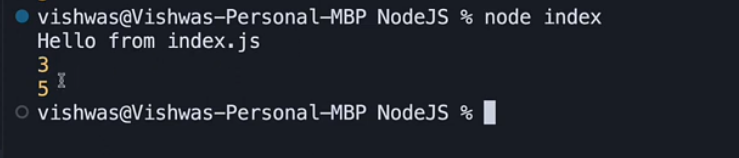 vishwas@Vishwas-Personal-MBP NodeJS % node index
Hello from index.js
3
5
vishwas@Vishwas-Personal-MBP NodeJS %